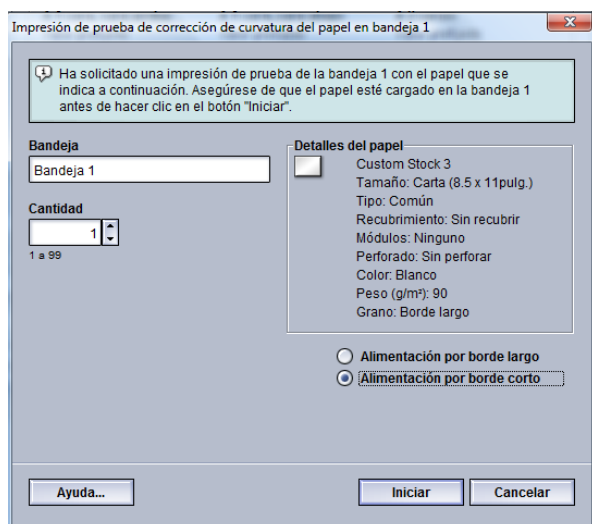 Impresión de prueba de corrección de curvatura del papel en bandeja 1
Ha solicitado una impresión de prueba de la bandeja 1 con el papel que se
indica a continuación. Asegúrese de que el papel esté cargado en la bandeja 1
antes de hacer clic en el botón "Iniciar".
Bandeja
Bandeja 1
Cantidad
1
1 a 99
Detalles del papel
Custom Stock 3
Tamaño: Carta (8.5 x 11pulg.)
Tipo: Común
Recubrimiento: Sin recubrir
Módulos: Ninguno
Perforado: Sin perforar
Color: Blanco
Peso (g/m²): 90
Grano: Borde largo
Alimentación por borde largo
Alimentación por borde corto
Ayuda...
Iniciar
Cancelar